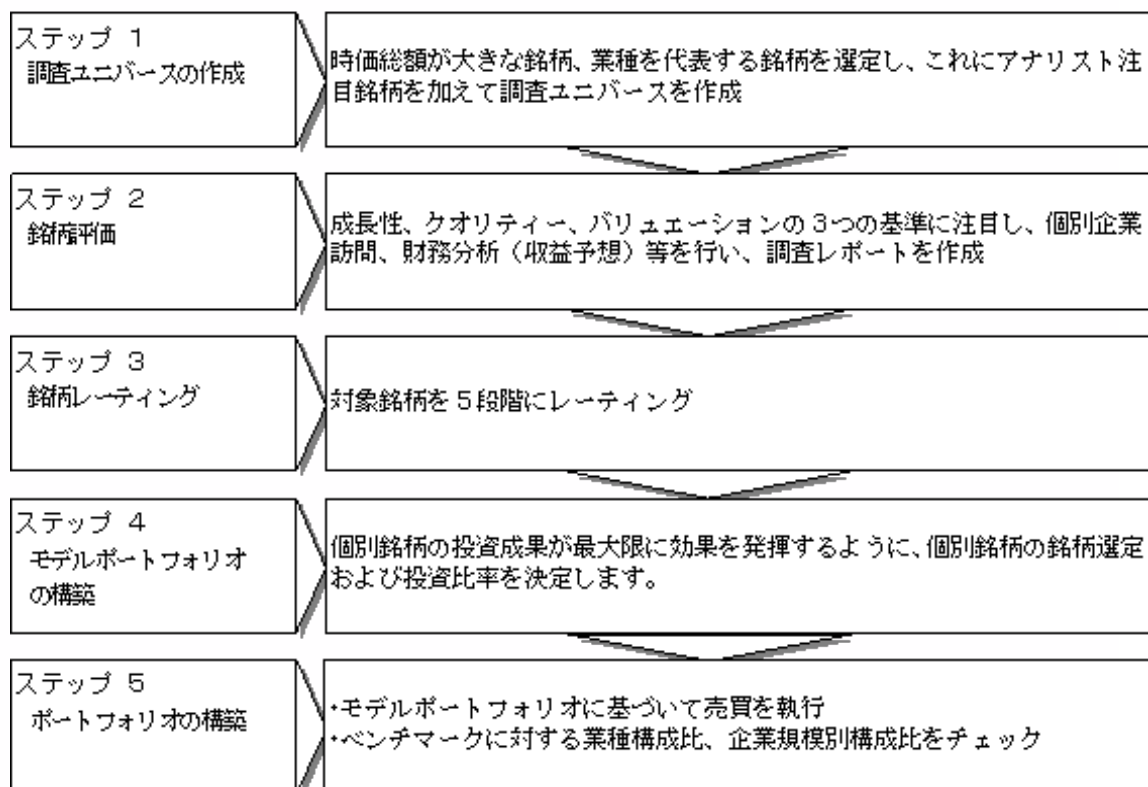 ステップ 1
調査ユニバースの作成
時価総額が大きな銘柄、業種を代表する銘柄を選定し、これにアナリスト注
目銘柄を加えて調査ユニバースを作成
ステップ 2
銘柄評価
成長性、クオリティー、バリュエーションの3つの基準に注目し、個別企業
訪問、財務分析（収益予想）等を行い、調査レポートを作成
ステップ 3
銘柄レーティング
対象銘柄を5段階にレーティング
ステップ 4
モデルポートフォリオ
の構築
個別銘柄の投資成果が最大限に効果を発揮するように、個別銘柄の銘柄選定
および投資比率を決定します。
ステップ 5
ポートフォリオの構築
・モデルポートフォリオに基づいて売買を執行
・ベンチマークに対する業種構成比、企業規模別構成比をチェック